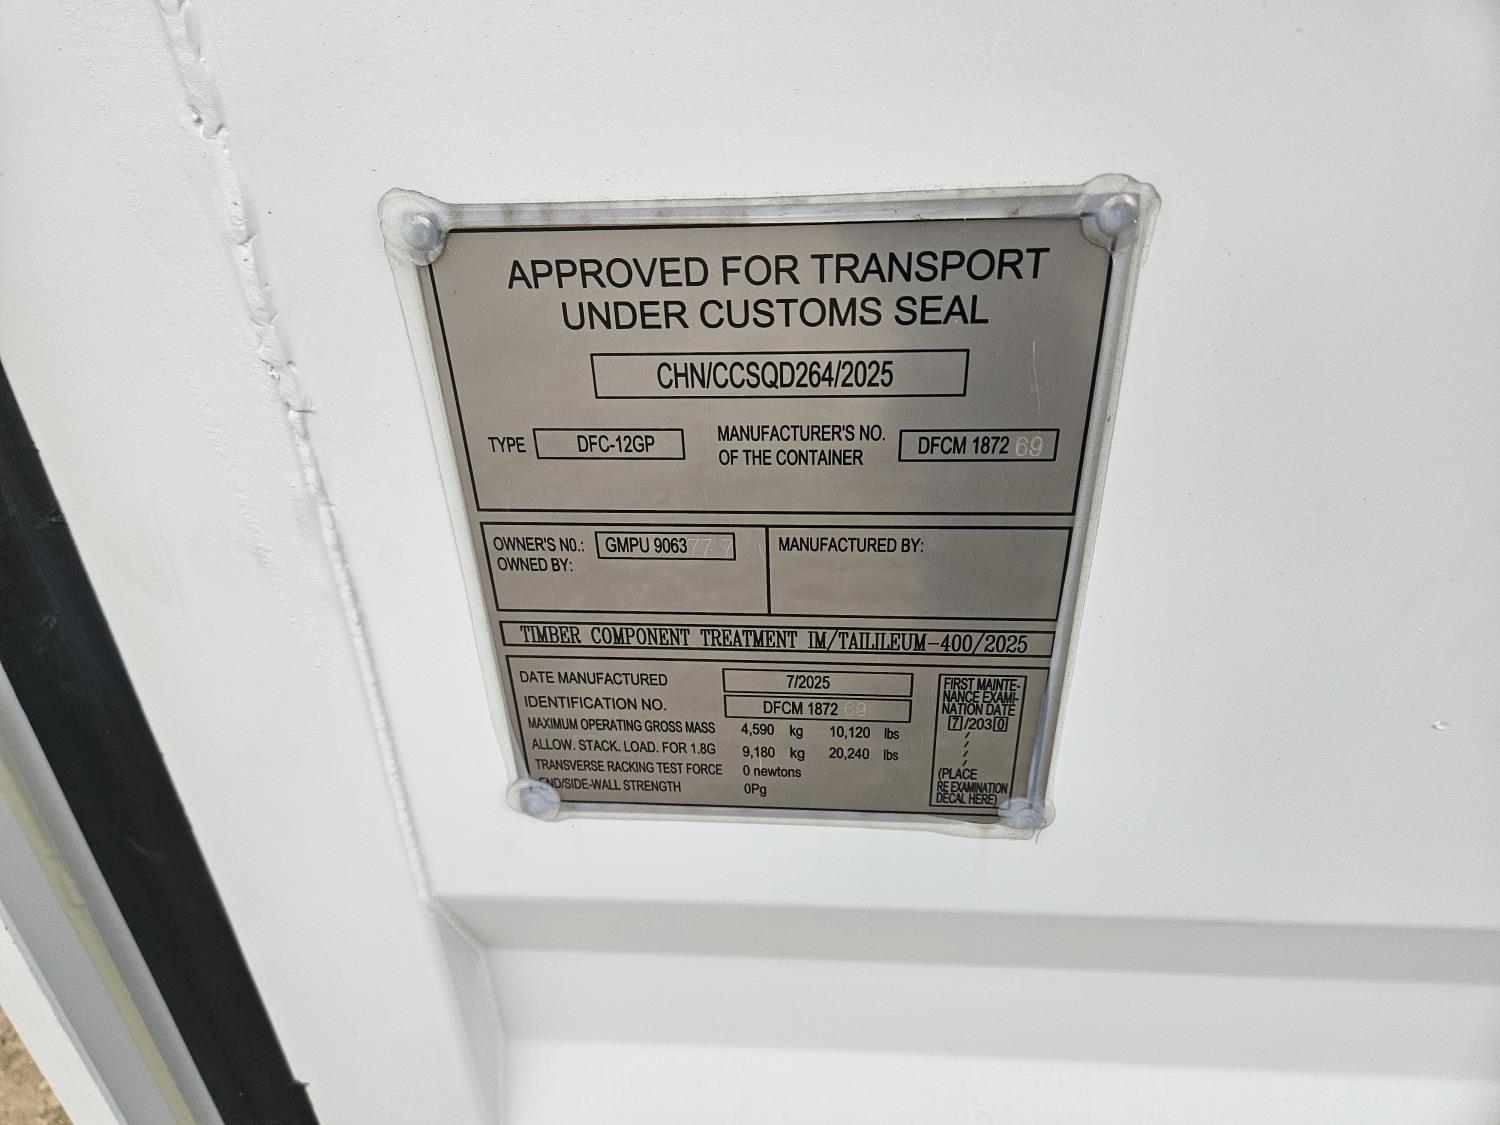 APPROVED FOR TRANSPORT
UNDER CUSTOMS SEAL
CHN/CCSQD264/2025
TYPE DFC-12GP MANUFACTURER'S NO. OF THE CONTAINER DFCM 1872 69
OWNER'S NO.: GMPU 906377 7
OWNED BY:
MANUFACTURED BY:
TIMBER COMPONENT TREATMENT IM/TAILILEUM-400/2025
DATE MANUFACTURED 7/2025
IDENTIFICATION NO. DFCM 1872 69
MAXIMUM OPERATING GROSS MASS 4,590 kg 10,120 lbs
ALLOW. STACK. LOAD. FOR 1.8G 9,180 kg 20,240 lbs
TRANSVERSE RACKING TEST FORCE 0 newtons
END/SIDE-WALL STRENGTH 0Pg
FIRST MAINTE-
NANCE EXAMI-
NATION DATE
7/2030
/
/
/
(PLACE
RE EXAMINATION
DECAL HERE)